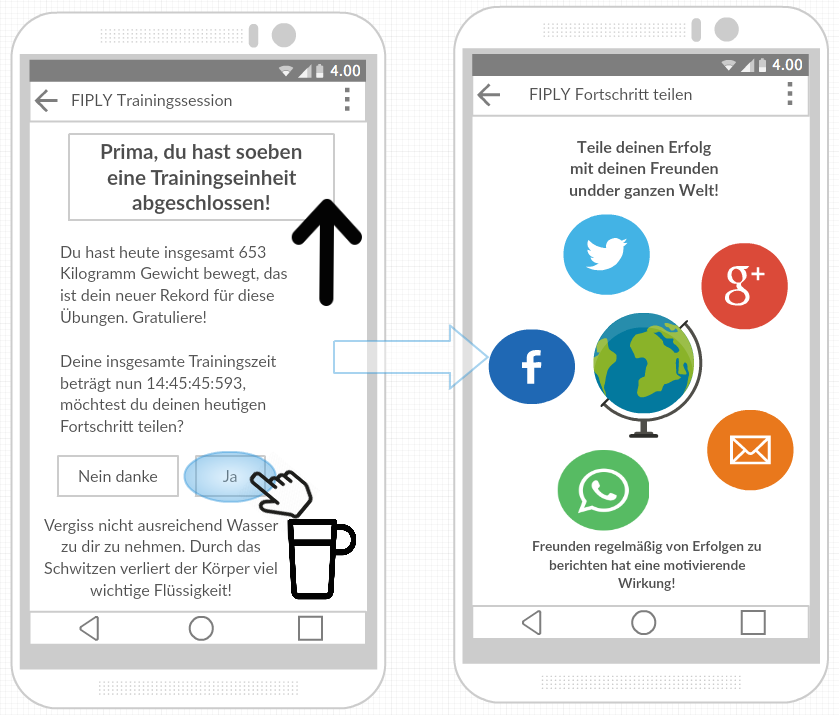 4.00
FIPLY Trainingssession
Prima, du hast soeben
eine Trainingseinheit
abgeschlossen!
Du hast heute insgesamt 653
Kilogramm Gewicht bewegt, das
ist dein neuer Rekord für diese
Übungen. Gratuliere!
Deine insgesamte Trainingszeit
beträgt nun 14:45:45:593,
möchtest du deinen heutigen
Fortschritt teilen?
Nein danke
Ja
Vergiss nicht ausreichend Wasser
zu dir zu nehmen. Durch das
Schwitzen verliert der Körper viel
wichtige Flüssigkeit!
4.00
FIPLY Fortschritt teilen
Teile deinen Erfolg
mit deinen Freunden
undder ganzen Welt!
g+
f
Freunden regelmäßig von Erfolgen zu
berichten hat eine motivierende
Wirkung!